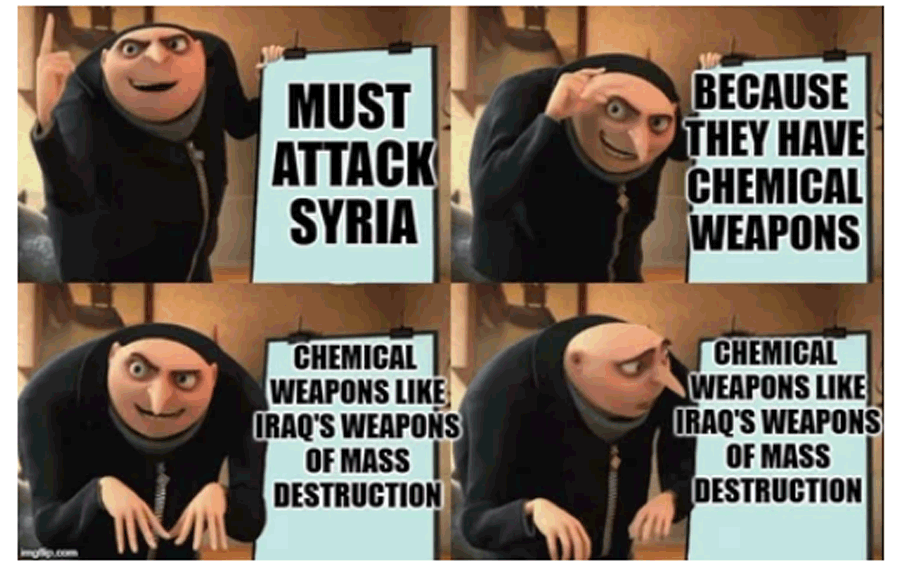 MUST
ATTACK
SYRIA
BECAUSE
THEY HAVE
CHEMICAL
WEAPONS
CHEMICAL
WEAPONS LIKE
IRAQ'S WEAPONS
OF MASS
DESTRUCTION
CHEMICAL
WEAPONS LIKE
IRAQ'S WEAPONS
OF MASS
DESTRUCTION
imgflip.com